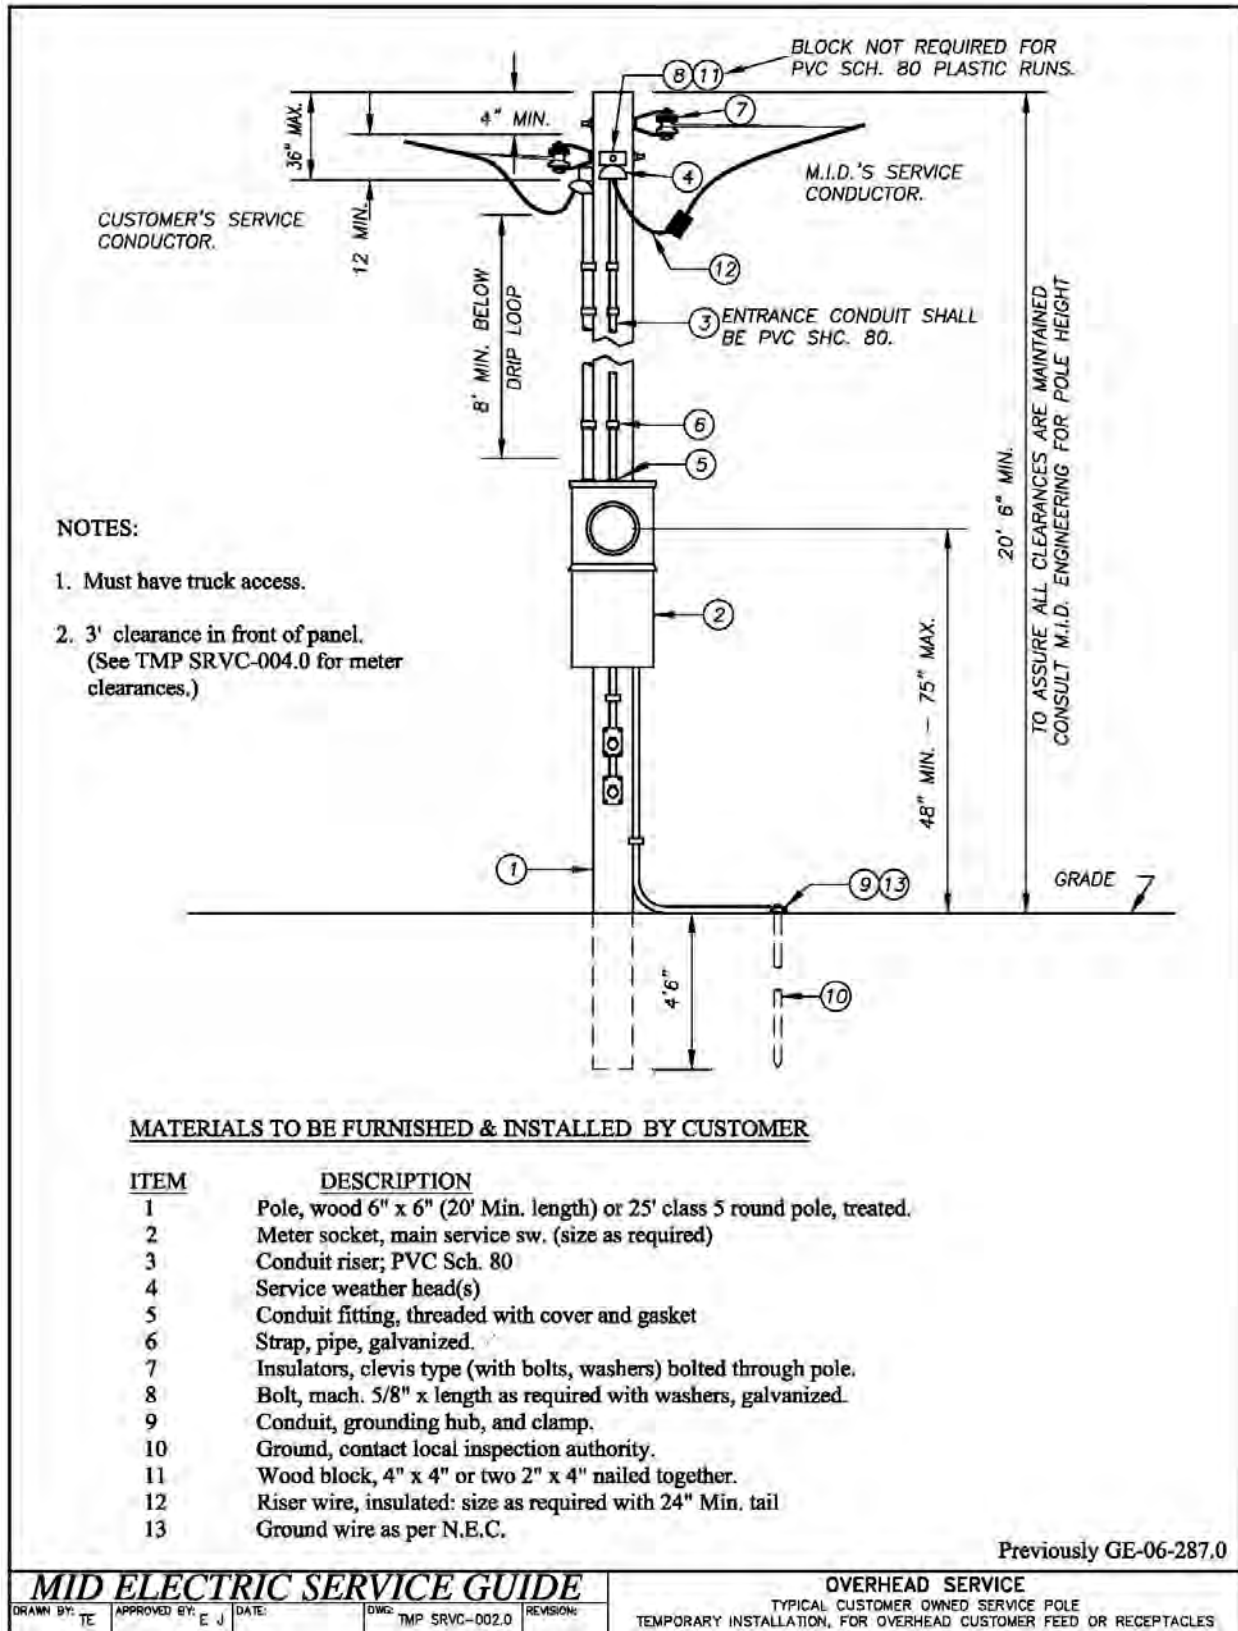 BLOCK NOT REQUIRED FOR
PVC SCH. 80 PLASTIC RUNS.
8 11
7
4" MIN.
36" MAX.
4
M.I.D.'S SERVICE
CONDUCTOR.
CUSTOMER'S SERVICE
CONDUCTOR.
12 MIN.
12
8' MIN. BELOW
DRIP LOOP
3 ENTRANCE CONDUIT SHALL
BE PVC SHC. 80.
6
5
20' 6" MIN.
TO ASSURE ALL CLEARANCES ARE MAINTAINED
CONSULT M.I.D. ENGINEERING FOR POLE HEIGHT
NOTES:
1. Must have truck access.
2. 3' clearance in front of panel.
(See TMP SRVC-004.0 for meter
clearances.)
2
48" MIN. – 75" MAX.
1
9 13
GRADE
4'6"
10
MATERIALS TO BE FURNISHED & INSTALLED BY CUSTOMER
ITEM DESCRIPTION
1 Pole, wood 6" x 6" (20' Min. length) or 25' class 5 round pole, treated.
2 Meter socket, main service sw. (size as required)
3 Conduit riser; PVC Sch. 80
4 Service weather head(s)
5 Conduit fitting, threaded with cover and gasket
6 Strap, pipe, galvanized.
7 Insulators, clevis type (with bolts, washers) bolted through pole.
8 Bolt, mach. 5/8" x length as required with washers, galvanized.
9 Conduit, grounding hub, and clamp.
10 Ground, contact local inspection authority.
11 Wood block, 4" x 4" or two 2" x 4" nailed together.
12 Riser wire, insulated: size as required with 24" Min. tail
13 Ground wire as per N.E.C.
Previously GE-06-287.0
MID ELECTRIC SERVICE GUIDE
DRAWN BY: TE APPROVED BY: E J DATE: DWG: TMP SRVC-002.0 REVISION:
OVERHEAD SERVICE
TYPICAL CUSTOMER OWNED SERVICE POLE
TEMPORARY INSTALLATION, FOR OVERHEAD CUSTOMER FEED OR RECEPTACLES